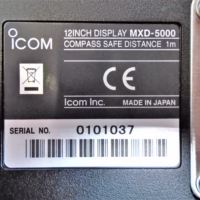 ICOM
12INCH DISPLAY MXD-5000
COMPASS SAFE DISTANCE 1m
CE
Icom Inc. MADE IN JAPAN
SERIAL NO. 0101037